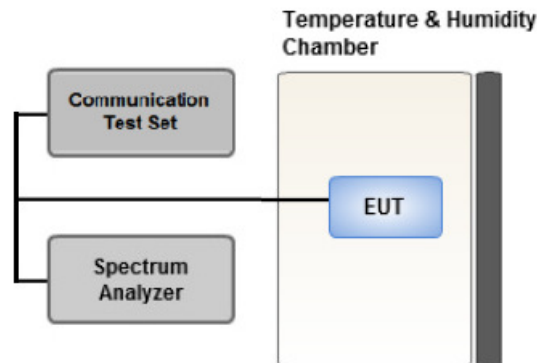 Temperature & Humidity
Chamber
Communication
Test Set
EUT
Spectrum
Analyzer